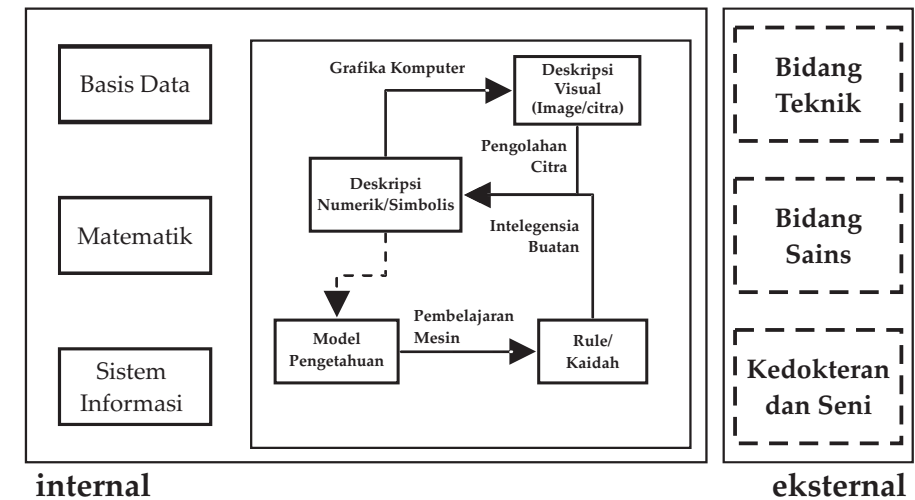 Basis Data
Matematik
Sistem
Informasi
Grafika Komputer
Deskripsi
Visual
(Image/citra)
Pengolahan
Citra
Deskripsi
Numerik/Simbolis
Intelegensia
Buatan
Model
Pengetahuan
Pembelajaran
Mesin
Rule/
Kaidah
Bidang
Teknik
Bidang
Sains
Kedokteran
dan Seni
internal
eksternal